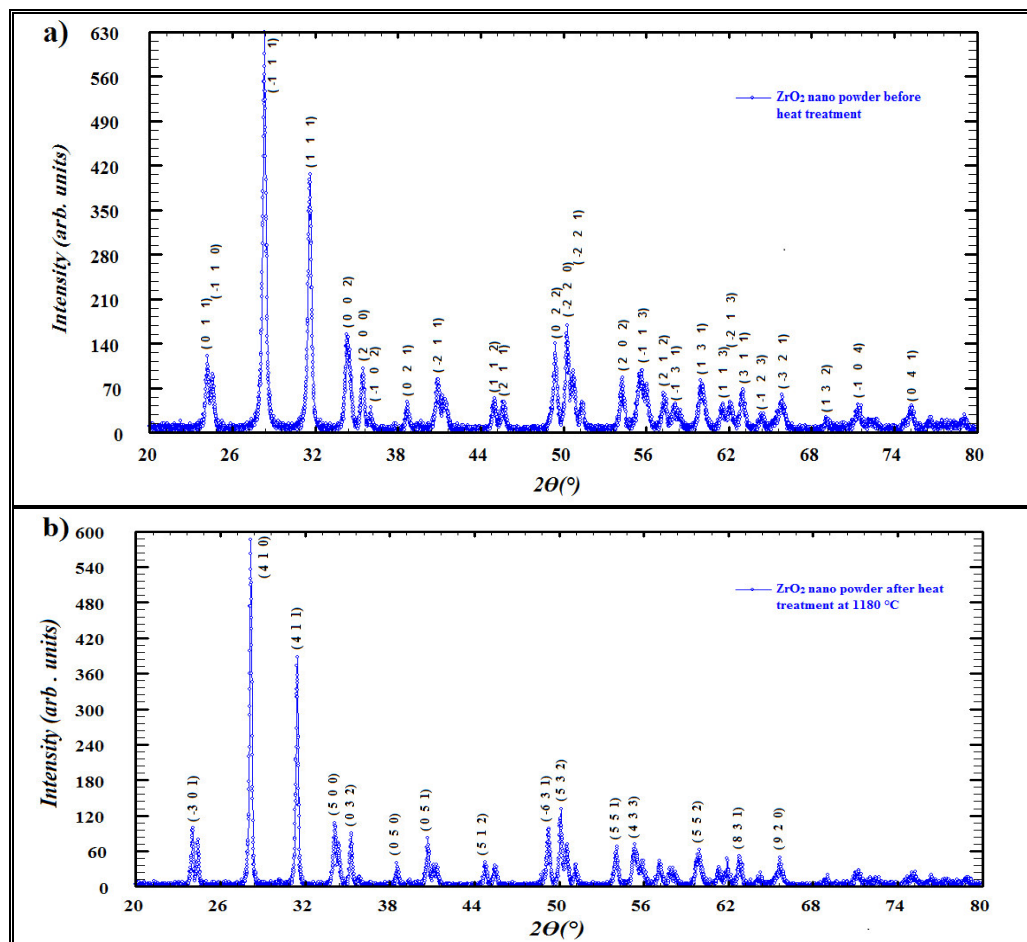 a)
630
560
490
420
350
280
210
140
70
0
Intensity (arb. units)
ZrO₂ nano powder before
heat treatment
(0 1 1)
(-1 1 0)
(-1 1 1)
(1 1 1)
(0 0 2)
(2 0 0)
(-1 0 2)
(0 2 1)
(-2 1 1)
(1 1 2)
(2 1 1)
(0 2 2)
(-2 2 0)
(-2 2 1)
(2 0 2)
(-1 1 3)
(2 1 2)
(-1 3 1)
(1 3 1)
(1 1 3)
(-2 1 3)
(3 1 1)
(-1 2 3)
(-3 2 1)
(1 3 2)
(-1 0 4)
(0 4 1)
20 26 32 38 44 50 56 62 68 74 80
2Θ(°)
b)
600
540
480
420
360
300
240
180
120
60
0
Intensity (arb . units)
ZrO₂ nano powder after heat
treatment at 1180 °C
(-3 0 1)
(4 1 0)
(4 1 1)
(5 0 0)
(0 3 2)
(0 5 0)
(0 5 1)
(5 1 2)
(-6 3 1)
(5 3 2)
(5 5 1)
(4 3 3)
(5 5 2)
(8 3 1)
(9 2 0)
20 26 32 38 44 50 56 62 68 74 80
2Θ(°)